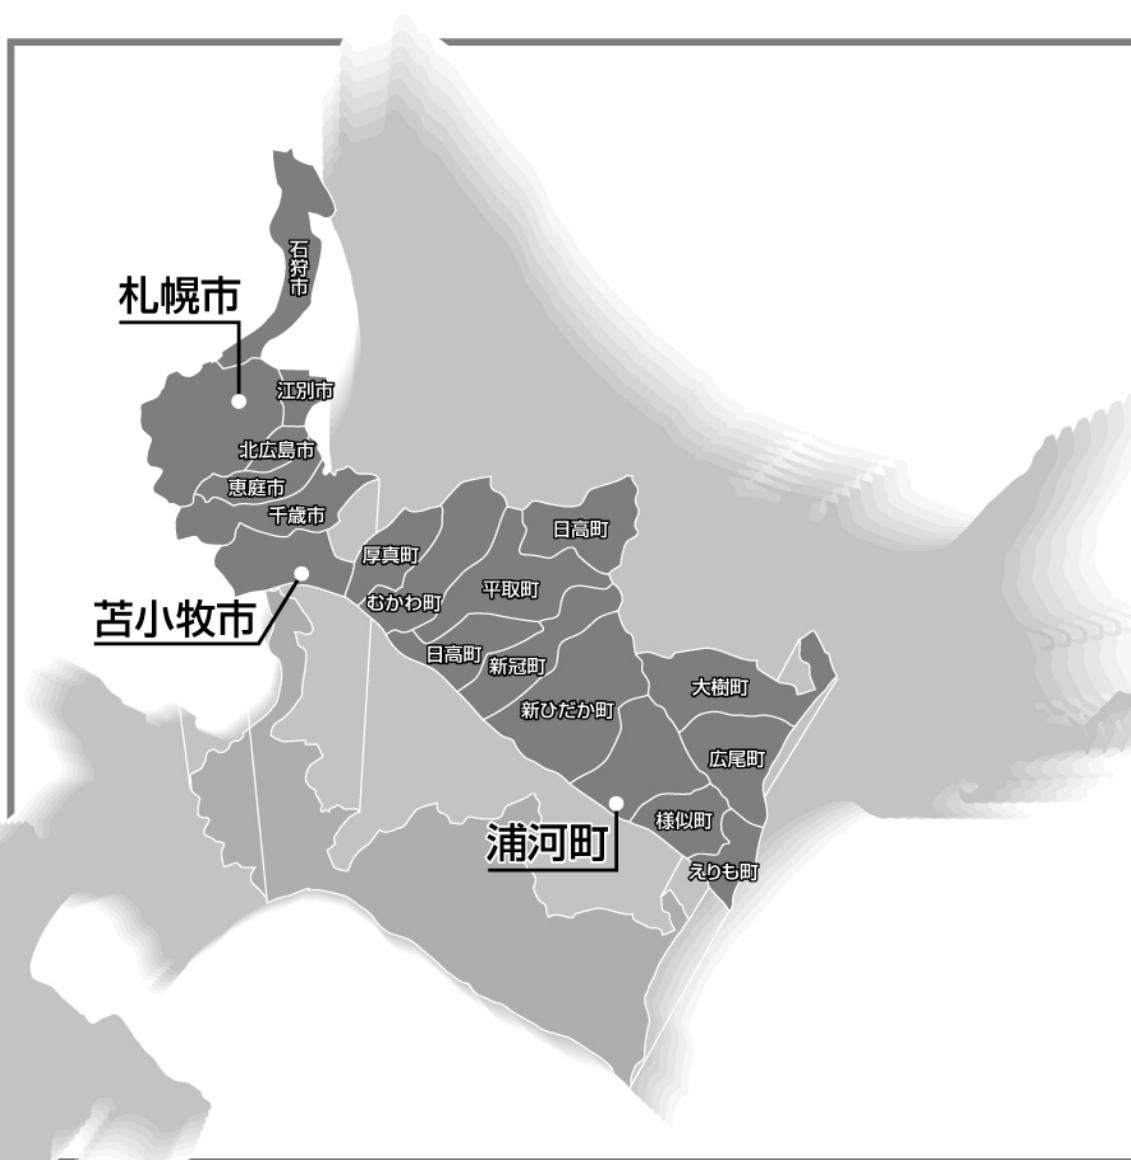 石狩市
札幌市
江別市
北広島市
恵庭市
千歳市
日高町
厚真町
平取町
むかわ町
苫小牧市
日高町
新冠町
大樹町
新ひだか町
広尾町
様似町
浦河町
えりも町